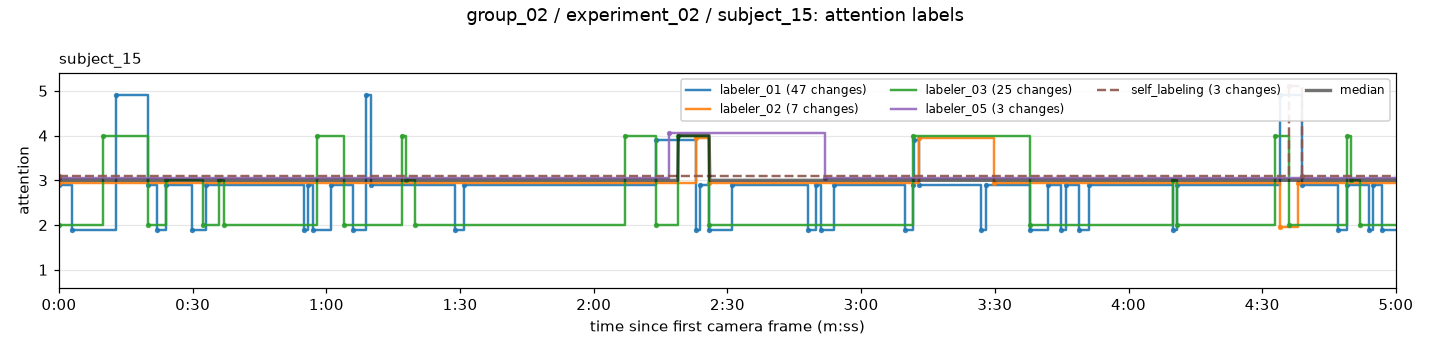 group_02 / experiment_02 / subject_15: attention labels
subject_15
labeler_01 (47 changes)
labeler_02 (7 changes)
labeler_03 (25 changes)
labeler_05 (3 changes)
self_labeling (3 changes)
median
attention
5
4
3
2
1
0:00 0:30 1:00 1:30 2:00 2:30 3:00 3:30 4:00 4:30 5:00
time since first camera frame (m:ss)